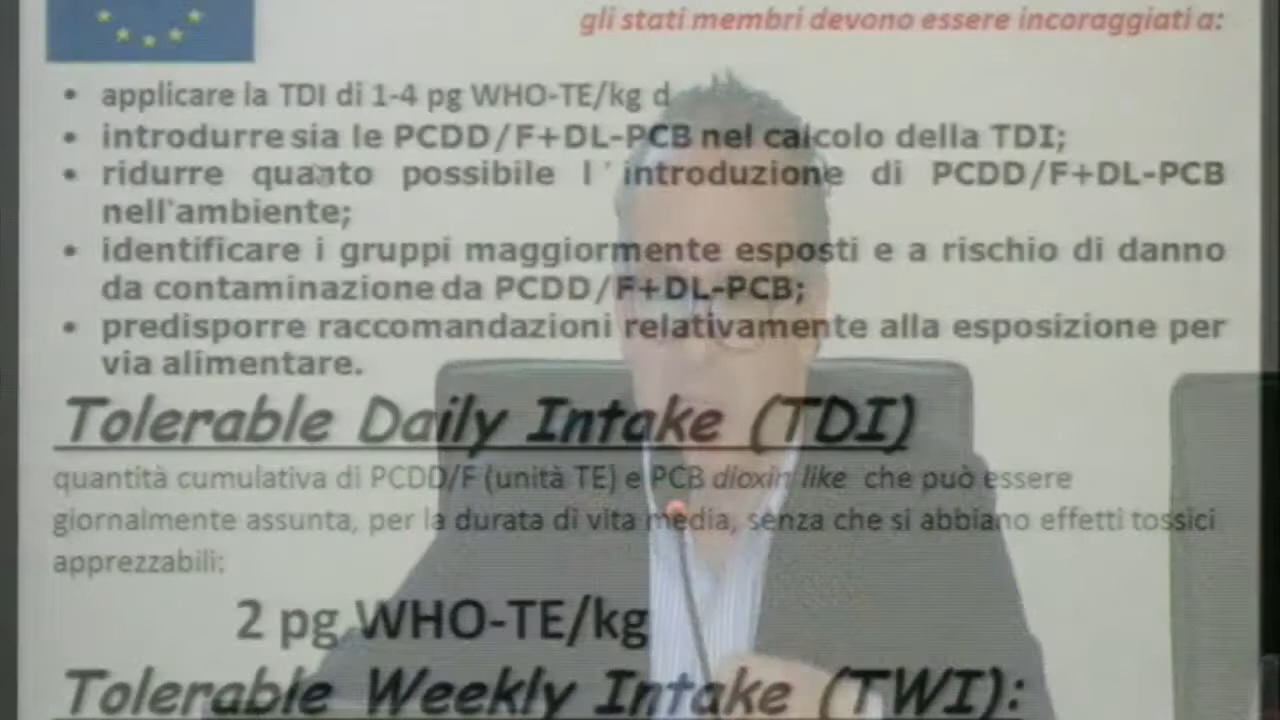 gli stati membri devono essere incoraggiati a:
• applicare la TDI di 1-4 pg WHO-TE/kg d
• introdurre sia le PCDD/F+DL-PCB nel calcolo della TDI;
• ridurre quanto possibile l'introduzione di PCDD/F+DL-PCB
nell'ambiente;
• identificare i gruppi maggiormente esposti e a rischio di danno
da contaminazione da PCDD/F+DL-PCB;
• predisporre raccomandazioni relativamente alla esposizione per
via alimentare.
Tolerable Daily Intake (TDI)
quantità cumulativa di PCDD/F (unità TE) e PCB dioxin like che può essere
giornalmente assunta, per la durata di vita media, senza che si abbiano effetti tossici
apprezzabili:
2 pg WHO-TE/kg
Tolerable Weekly Intake (TWI):